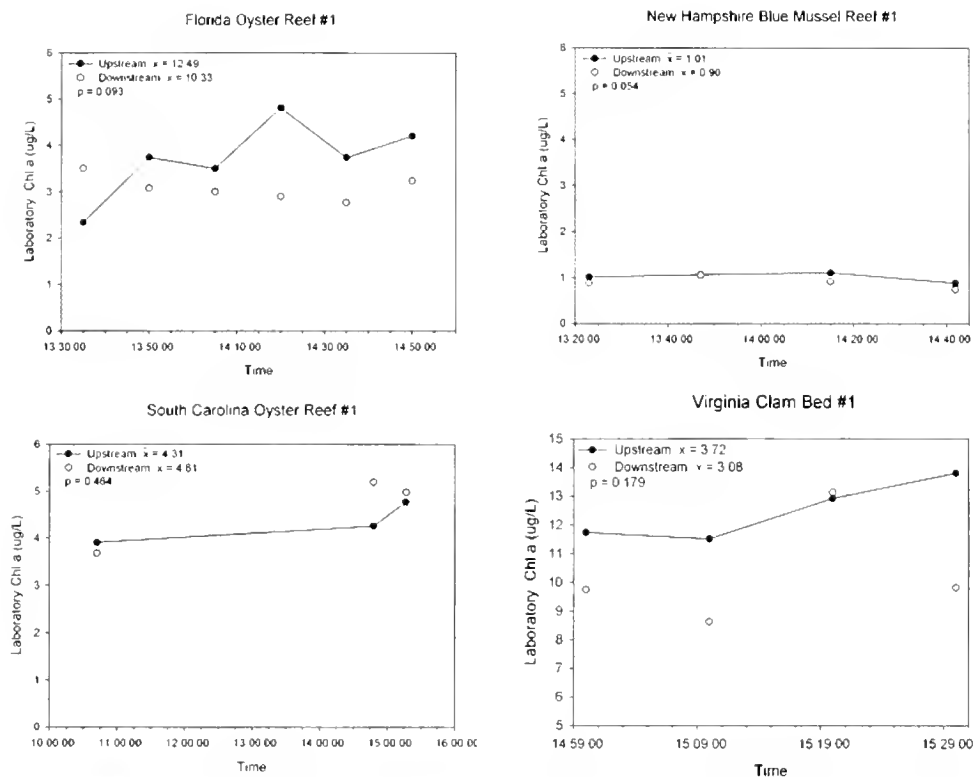 Florida Oyster Reef #1
Upstream x = 12.49
Downstream x = 10.33
p = 0.093
Laboratory Chl a (ug/L)
6
5
4
3
2
1
0
13 30 00
13 50 00
14 10 00
14 30 00
14 50 00
Time
New Hampshire Blue Mussel Reef #1
Upstream x = 1.01
Downstream x = 0.90
p = 0.054
Laboratory Chl a (ug/L)
6
5
4
3
2
1
0
13 20 00
13 40 00
14 00 00
14 20 00
14 40 00
Time
South Carolina Oyster Reef #1
Upstream x = 4.31
Downstream x = 4.61
p = 0.464
Laboratory Chl a (ug/L)
6
5
4
3
2
1
0
10 00 00
11 00 00
12 00 00
13 00 00
14 00 00
15 00 00
16 00 00
Time
Virginia Clam Bed #1
Upstream x = 3.72
Downstream x = 3.08
p = 0.179
Laboratory Chl a (ug/L)
15
14
13
12
11
10
9
8
7
6
5
14 59 00
15 09 00
15 19 00
15 29 00
Time